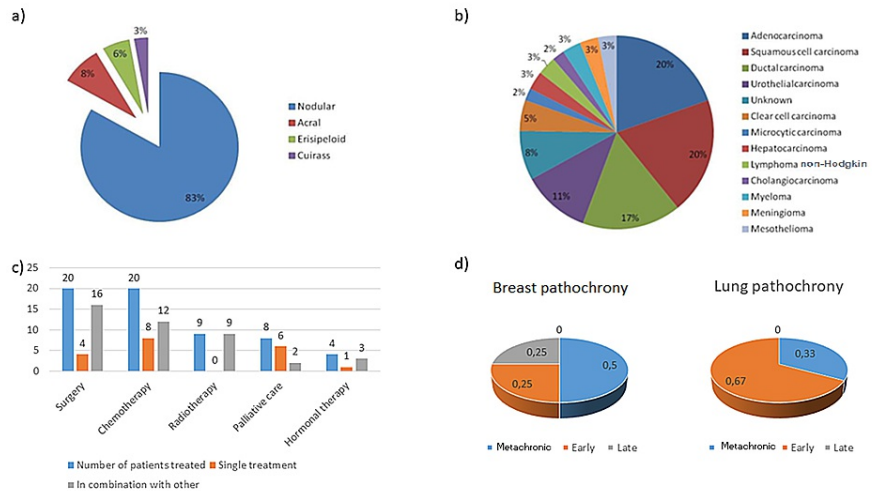 a)
3%
6%
8%
83%
Nodular
Acral
Erisipeloid
Cuirass
b)
3%
3%
3%
2%
3%
3%
2%
5%
8%
11%
17%
20%
20%
Adenocarcinoma
Squamous cell carcinoma
Ductal carcinoma
Urothelial carcinoma
Unknown
Clear cell carcinoma
Microcytic carcinoma
Hepatocarcinoma
Lymphoma non-Hodgkin
Cholangiocarcinoma
Myeloma
Meningioma
Mesothelioma
c)
25
20
15
10
5
0
20 4 16
20 8 12
9 0 9
8 6 2
4 1 3
Surgery
Chemotherapy
Radiotherapy
Palliative care
Hormonal therapy
Number of patients treated Single treatment
In combination with other
d)
Breast pathochrony
0
0,25
0,5
0,25
Metachronic Early Late
Lung pathochrony
0
0,33
0,67
Metachronic Early Late